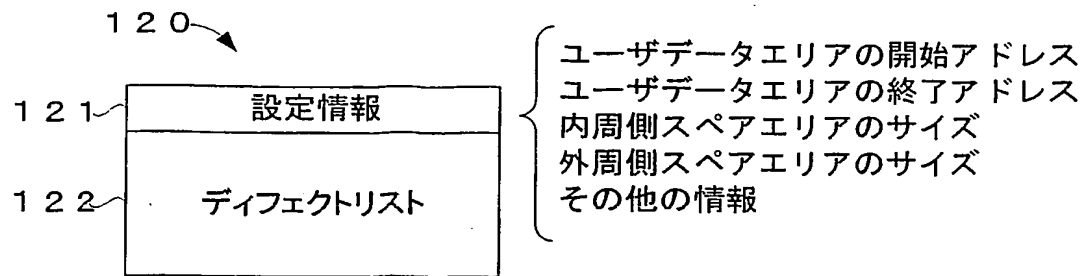 120
121
設定情報
122
ディフェクトリスト
ユーザデータエリアの開始アドレス
ユーザデータエリアの終了アドレス
内周側スペアエリアのサイズ
外周側スペアエリアのサイズ
その他の情報